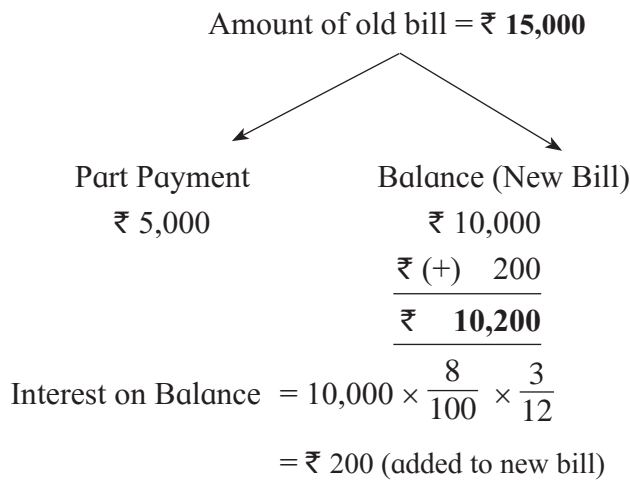 Amount of old bill = ₹ 15,000
Part Payment Balance (New Bill)
₹ 5,000 ₹ 10,000
₹ (+) 200
₹ 10,200
Interest on Balance = 10,000 × 8/100 × 3/12
= ₹ 200 (added to new bill)